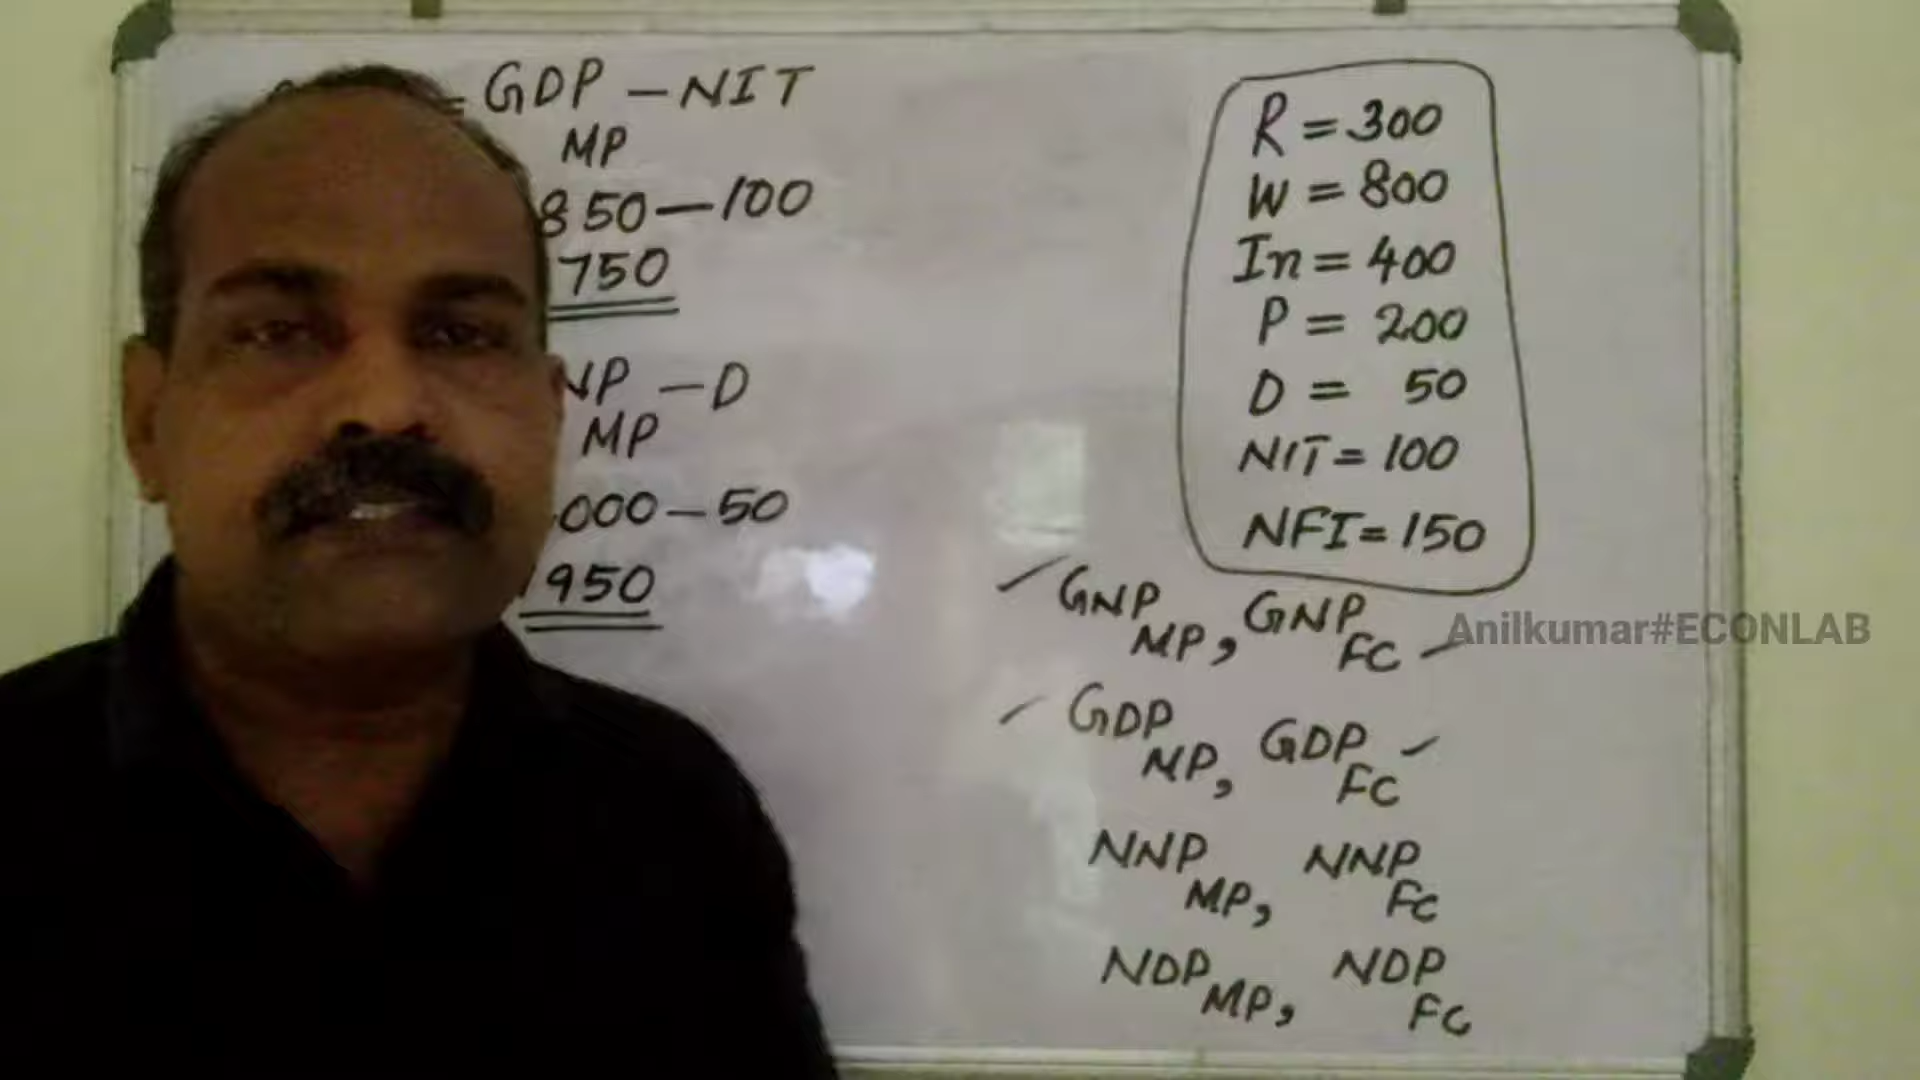 = GDP - NIT
MP
850 - 100
750
NP - D
MP
000 - 50
1950
R = 300
W = 800
In = 400
P = 200
D = 50
NIT = 100
NFI = 150
GNP MP, GNP FC
Anilkumar#ECONLAB
GDP MP, GDP FC
NNP MP, NNP FC
NDP MP, NDP FC